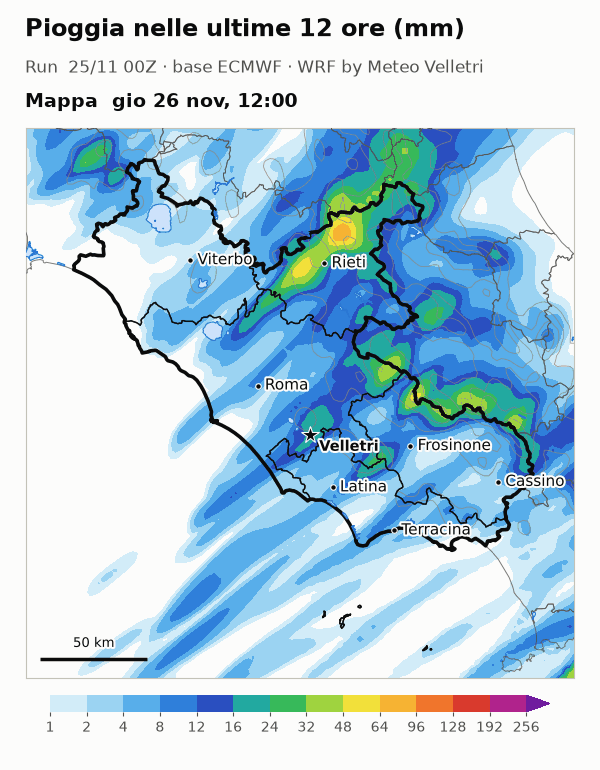 Pioggia nelle ultime 12 ore (mm)
Run  25/11 00Z · base ECMWF · WRF by Meteo Velletri
Mappa  gio 26 nov, 12:00
Viterbo
Rieti
Roma
Velletri
Frosinone
Cassino
Latina
Terracina
50 km
1 2 4 8 12 16 24 32 48 64 96 128 192 256